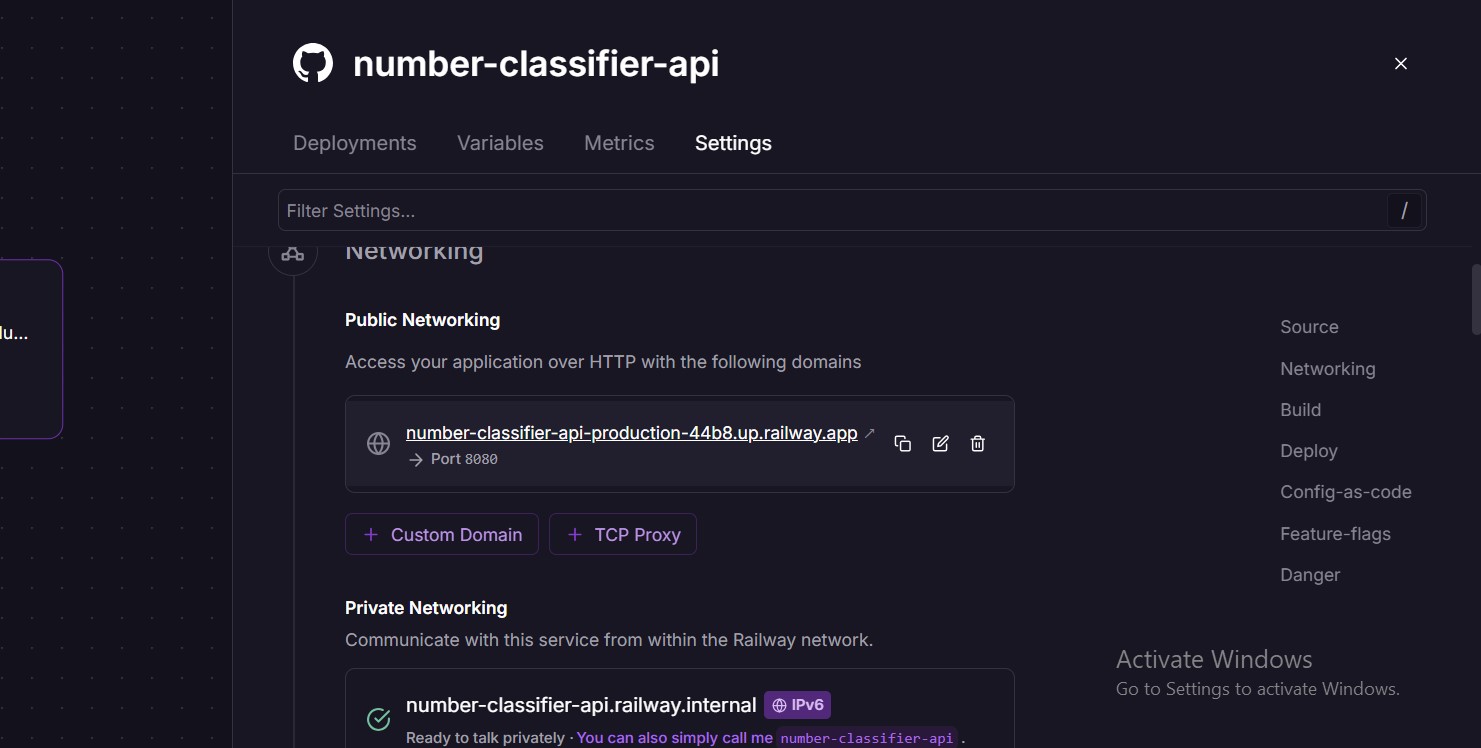 number-classifier-api
Deployments Variables Metrics Settings
Filter Settings... /
Networking
Public Networking
Access your application over HTTP with the following domains
number-classifier-api-production-44b8.up.railway.app
Port 8080
+ Custom Domain + TCP Proxy
Private Networking
Communicate with this service from within the Railway network.
number-classifier-api.railway.internal IPv6
Ready to talk privately · You can also simply call me number-classifier-api .
Source
Networking
Build
Deploy
Config-as-code
Feature-flags
Danger
Activate Windows
Go to Settings to activate Windows.